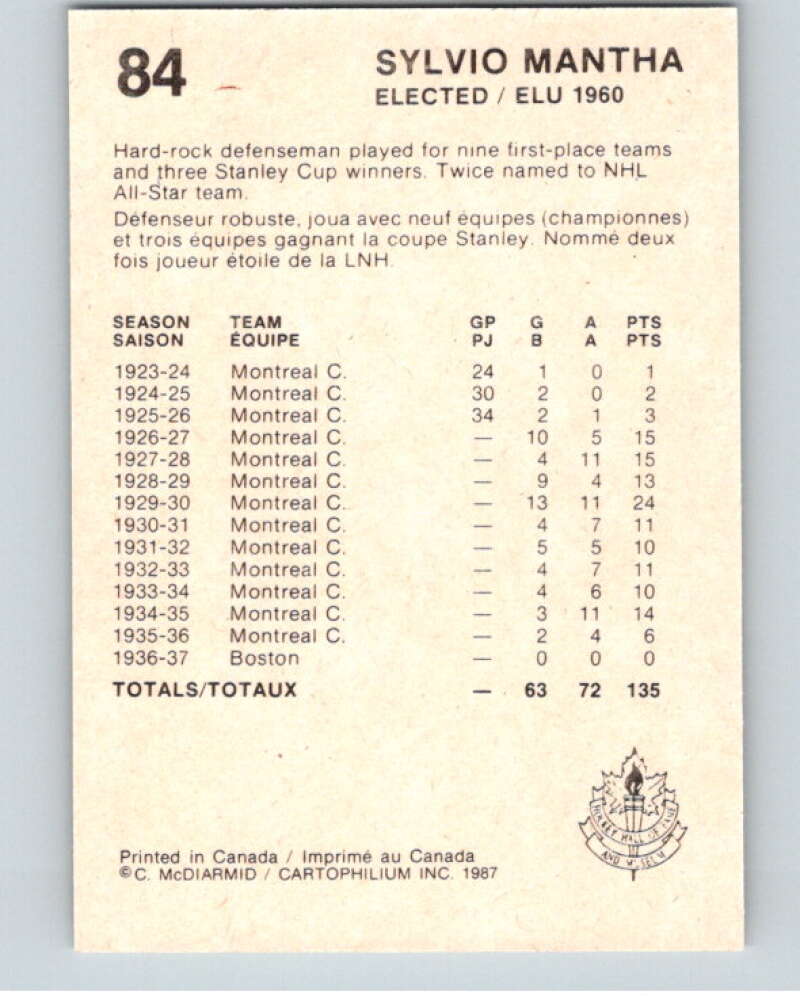 84
SYLVIO MANTHA
ELECTED / ELU 1960
Hard-rock defenseman played for nine first-place teams
and three Stanley Cup winners. Twice named to NHL
All-Star team.
Défenseur robuste, joua avec neuf équipes (championnes)
et trois équipes gagnant la coupe Stanley. Nommé deux
fois joueur étoile de la LNH.
SEASON TEAM GP G A PTS
SAISON ÉQUIPE PJ B A PTS
1923-24 Montreal C. 24 1 0 1
1924-25 Montreal C. 30 2 0 2
1925-26 Montreal C. 34 2 1 3
1926-27 Montreal C. — 10 5 15
1927-28 Montreal C. — 4 11 15
1928-29 Montreal C. — 9 4 13
1929-30 Montreal C. — 13 11 24
1930-31 Montreal C. — 4 7 11
1931-32 Montreal C. — 5 5 10
1932-33 Montreal C. — 4 7 11
1933-34 Montreal C. — 4 6 10
1934-35 Montreal C. — 3 11 14
1935-36 Montreal C. — 2 4 6
1936-37 Boston — 0 0 0
TOTALS/TOTAUX — 63 72 135
HOCKEY HALL OF FAME
AND MUSEUM
Printed in Canada / Imprimé au Canada
©C. McDIARMID / CARTOPHILIUM INC. 1987